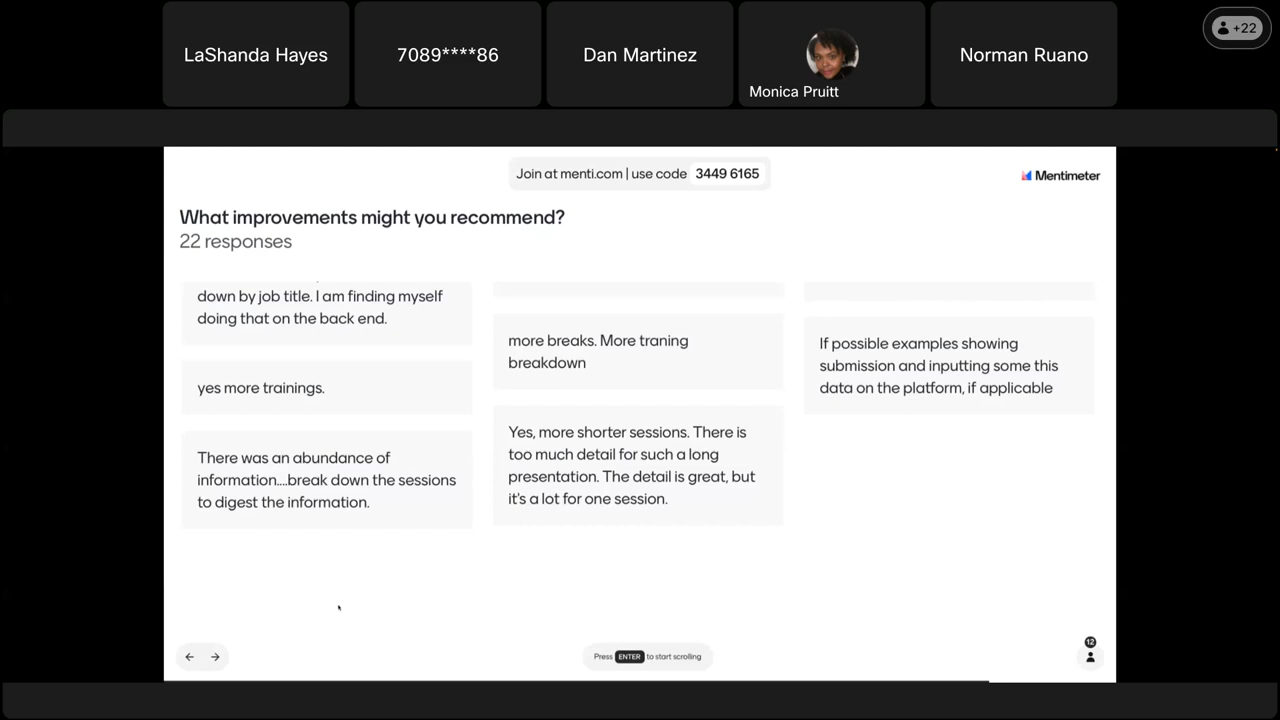 LaShanda Hayes
7089****86
Dan Martinez
Monica Pruitt
Norman Ruano
+22
Join at menti.com | use code 3449 6165
Mentimeter
What improvements might you recommend?
22 responses
down by job title. I am finding myself
doing that on the back end.
yes more trainings.
There was an abundance of
information....break down the sessions
to digest the information.
more breaks. More traning
breakdown
Yes, more shorter sessions. There is
too much detail for such a long
presentation. The detail is great, but
it's a lot for one session.
If possible examples showing
submission and inputting some this
data on the platform, if applicable
Press ENTER to start scrolling
12